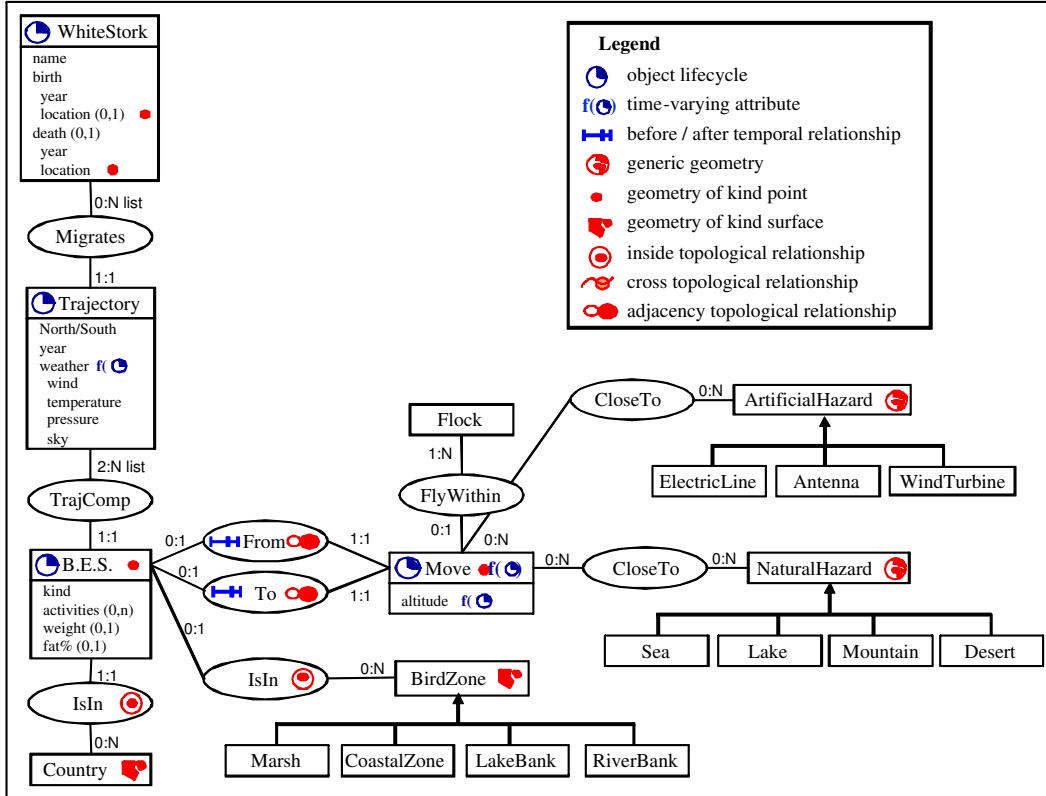 WhiteStork
name
birth
year
location (0,1)
death (0,1)
year
location
0:N list
Migrates
1:1
Trajectory
North/South
year
weather f(
wind
temperature
pressure
sky
2:N list
TrajComp
1:1
B.E.S.
kind
activities (0,n)
weight (0,1)
fat% (0,1)
1:1
IsIn
0:N
Country
Legend
object lifecycle
f( ) time-varying attribute
before / after temporal relationship
generic geometry
geometry of kind point
geometry of kind surface
inside topological relationship
cross topological relationship
adjacency topological relationship
0:1
From
1:1
0:1
To
1:1
0:1
IsIn
0:N
BirdZone
Marsh
CoastalZone
LakeBank
RiverBank
Flock
1:N
FlyWithin
0:1
0:N
Move f( )
altitude f(
CloseTo
0:N
ArtificialHazard
ElectricLine
Antenna
WindTurbine
0:N
CloseTo
0:N
NaturalHazard
Sea
Lake
Mountain
Desert